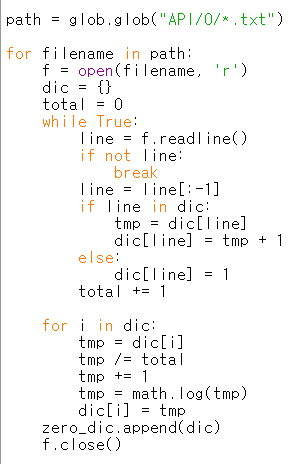 path = glob.glob("API/0/*.txt")

for filename in path:
    f = open(filename, 'r')
    dic = {}
    total = 0
    while True:
        line = f.readline()
        if not line:
            break
        line = line[:-1]
        if line in dic:
            tmp = dic[line]
            dic[line] = tmp + 1
        else:
            dic[line] = 1
        total += 1

    for i in dic:
        tmp = dic[i]
        tmp /= total
        tmp += 1
        tmp = math.log(tmp)
        dic[i] = tmp
    zero_dic.append(dic)
    f.close()